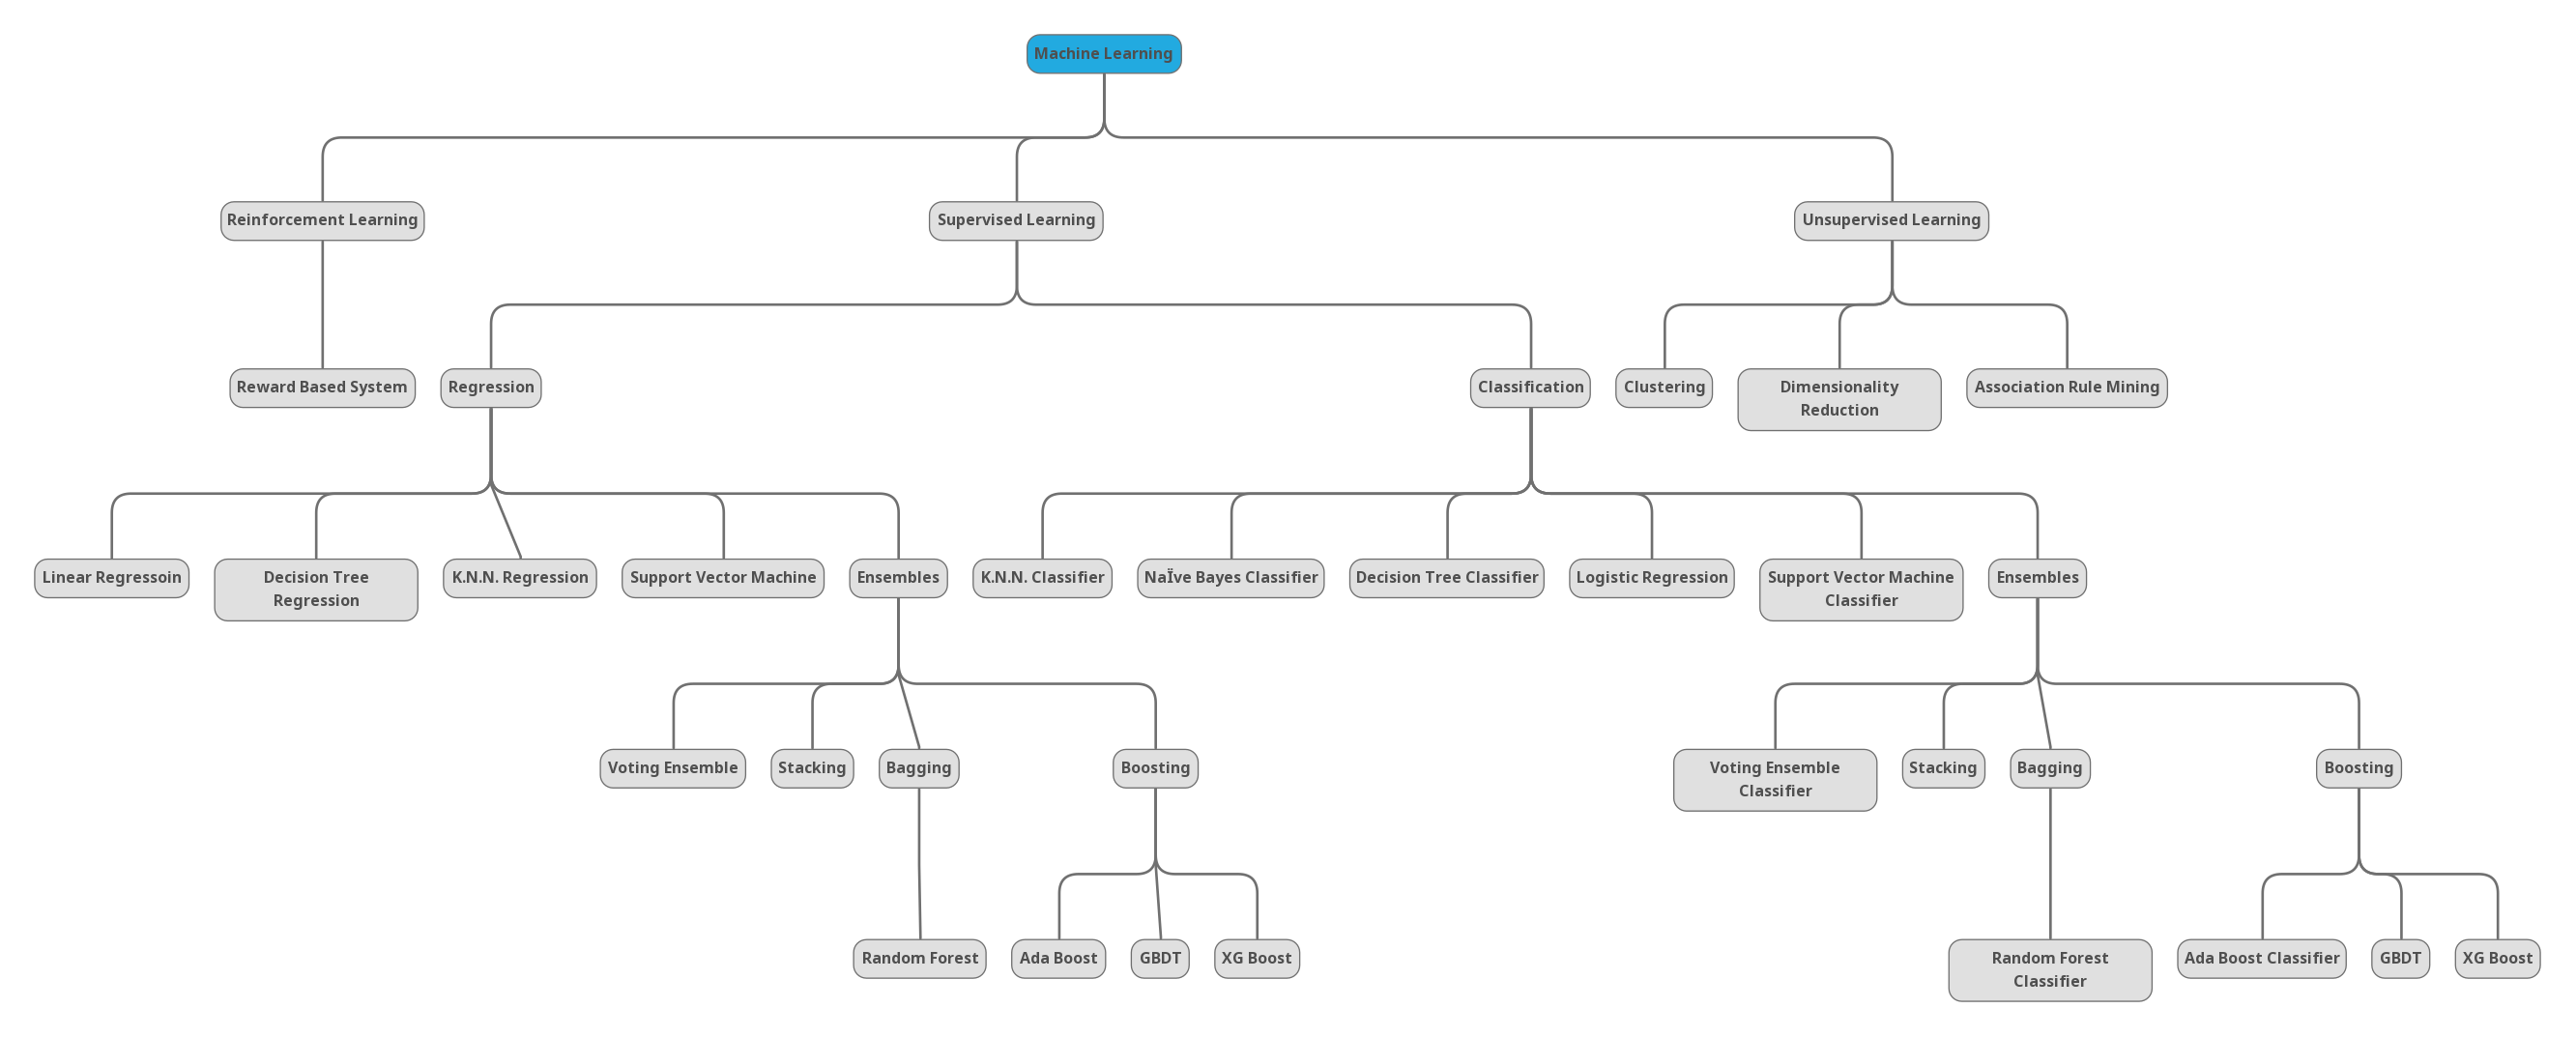 Machine Learning
Reinforcement Learning
Supervised Learning
Unsupervised Learning
Reward Based System
Regression
Classification
Clustering
Dimensionality
Reduction
Association Rule Mining
Linear Regressoin
Decision Tree
Regression
K.N.N. Regression
Support Vector Machine
Ensembles
K.N.N. Classifier
NaÏve Bayes Classifier
Decision Tree Classifier
Logistic Regression
Support Vector Machine
Classifier
Ensembles
Voting Ensemble
Stacking
Bagging
Boosting
Voting Ensemble
Classifier
Stacking
Bagging
Boosting
Random Forest
Ada Boost
GBDT
XG Boost
Random Forest
Classifier
Ada Boost Classifier
GBDT
XG Boost